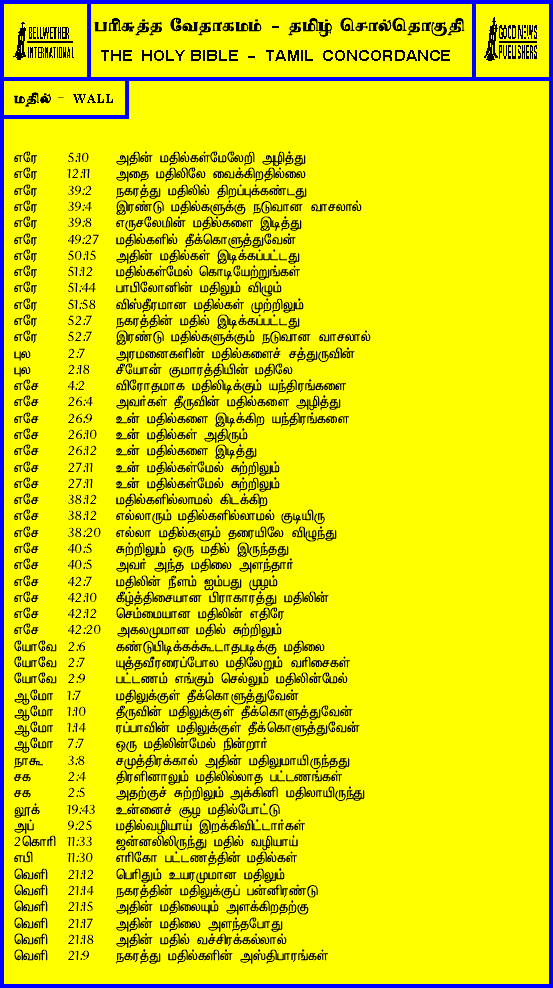 BELLWETHER
INTERNATIONAL
பரிசுத்த வேதாகமம் - தமிழ் சொல்தொகுதி
THE HOLY BIBLE - TAMIL CONCORDANCE
GOOD NEWS
PUBLISHERS
மதில் - WALL
எரே 5:10 அதின் மதில்கள்மேலேறி அழித்து
எரே 12:11 அதை மதிலிலே வைக்கிறதில்லை
எரே 39:2 நகரத்து மதிலில் திறப்புக்கண்டது
எரே 39:4 இரண்டு மதில்களுக்கு நடுவான வாசலால்
எரே 39:8 எருசலேமின் மதில்களை இடித்து
எரே 49:27 மதில்களில் தீக்கொளுத்துவேன்
எரே 50:15 அதின் மதில்கள் இடிக்கப்பட்டது
எரே 51:12 மதில்கள்மேல் கொடியேற்றுங்கள்
எரே 51:44 பாபிலோனின் மதிலும் விழும்
எரே 51:58 விஸ்தீரமான மதில்கள் முற்றிலும்
எரே 52:7 நகரத்தின் மதில் இடிக்கப்பட்டது
எரே 52:7 இரண்டு மதில்களுக்கும் நடுவான வாசலால்
புல 2:7 அரமனைகளின் மதில்களைச் சத்துருவின்
புல 2:18 சீயோன் குமாரத்தியின் மதிலே
எசே 4:2 விரோதமாக மதிலிடிக்கும் யந்திரங்களை
எசே 26:4 அவர்கள் தீருவின் மதில்களை அழித்து
எசே 26:9 உன் மதில்களை இடிக்கிற யந்திரங்களை
எசே 26:10 உன் மதில்கள் அதிரும்
எசே 26:12 உன் மதில்களை இடித்து
எசே 27:11 உன் மதில்கள்மேல் சுற்றிலும்
எசே 27:11 உன் மதில்கள்மேல் சுற்றிலும்
எசே 38:12 மதில்களில்லாமல் கிடக்கிற
எசே 38:12 எல்லாரும் மதில்களில்லாமல் குடியிரு
எசே 38:20 எல்லா மதில்களும் தரையிலே விழுந்து
எசே 40:5 சுற்றிலும் ஒரு மதில் இருந்தது
எசே 40:5 அவர் அந்த மதிலை அளந்தார்
எசே 42:7 மதிலின் நீளம் ஐம்பது முழம்
எசே 42:10 கீழ்த்திசையான பிராகாரத்து மதிலின்
எசே 42:12 செம்மையான மதிலின் எதிரே
எசே 42:20 அகலமுமான மதில் சுற்றிலும்
யோவே 2:6 கண்டுபிடிக்கக்கூடாதபடிக்கு மதிலை
யோவே 2:7 யுத்தவீரரைப்போல மதிலேறும் வரிசைகள்
யோவே 2:9 பட்டணம் எங்கும் செல்லும் மதிலின்மேல்
ஆமோ 1:7 மதிலுக்குள் தீக்கொளுத்துவேன்
ஆமோ 1:10 தீருவின் மதிலுக்குள் தீக்கொளுத்துவேன்
ஆமோ 1:14 ரப்பாவின் மதிலுக்குள் தீக்கொளுத்துவேன்
ஆமோ 7:7 ஒரு மதிலின்மேல் நின்றார்
நாகூ 3:8 சமுத்திரக்கால் அதின் மதிலுமாயிருந்தது
சக 2:4 திரளினாலும் மதிலில்லாத பட்டணங்கள்
சக 2:5 அதற்குச் சுற்றிலும் அக்கினி மதிலாயிருந்து
லூக் 19:43 உன்னைச் சூழ மதில்போட்டு
அப் 9:25 மதில்வழியாய் இறக்கிவிட்டார்கள்
2கொரி 11:33 ஜன்னலிலிருந்து மதில் வழியாய்
எபி 11:30 எரிகோ பட்டணத்தின் மதில்கள்
வெளி 21:12 பெரிதும் உயரமுமான மதிலும்
வெளி 21:14 நகரத்தின் மதிலுக்குப் பன்னிரண்டு
வெளி 21:15 அதின் மதிலையும் அளக்கிறதற்கு
வெளி 21:17 அதின் மதிலை அளந்தபோது
வெளி 21:18 அதின் மதில் வச்சிரக்கல்லால்
வெளி 21:9 நகரத்து மதில்களின் அஸ்திபாரங்கள்